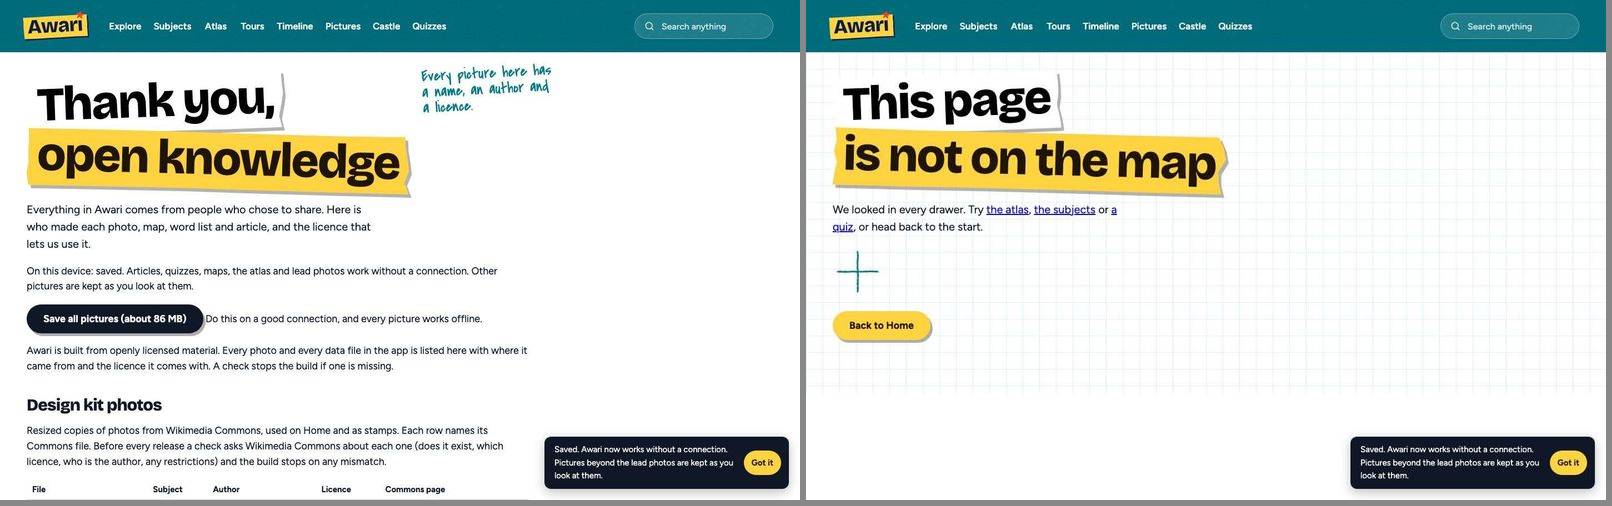 Awari Explore Subjects Atlas Tours Timeline Pictures Castle Quizzes Search anything
Thank you,
open knowledge
Every picture here has
a name, an author and
a licence.
Everything in Awari comes from people who chose to share. Here is
who made each photo, map, word list and article, and the licence that
lets us use it.
On this device: saved. Articles, quizzes, maps, the atlas and lead photos work without a connection. Other
pictures are kept as you look at them.
Save all pictures (about 86 MB) Do this on a good connection, and every picture works offline.
Awari is built from openly licensed material. Every photo and every data file in the app is listed here with where it
came from and the licence it comes with. A check stops the build if one is missing.
Design kit photos
Resized copies of photos from Wikimedia Commons, used on Home and as stamps. Each row names its
Commons file. Before every release a check asks Wikimedia Commons about each one (does it exist, which
licence, who is the author, any restrictions) and the build stops on any mismatch.
File Subject Author Licence Commons page
Saved. Awari now works without a connection.
Pictures beyond the lead photos are kept as you
look at them.
Got it
Awari Explore Subjects Atlas Tours Timeline Pictures Castle Quizzes Search anything
This page
is not on the map
We looked in every drawer. Try the atlas, the subjects or a
quiz, or head back to the start.
Back to Home
Saved. Awari now works without a connection.
Pictures beyond the lead photos are kept as you
look at them.
Got it